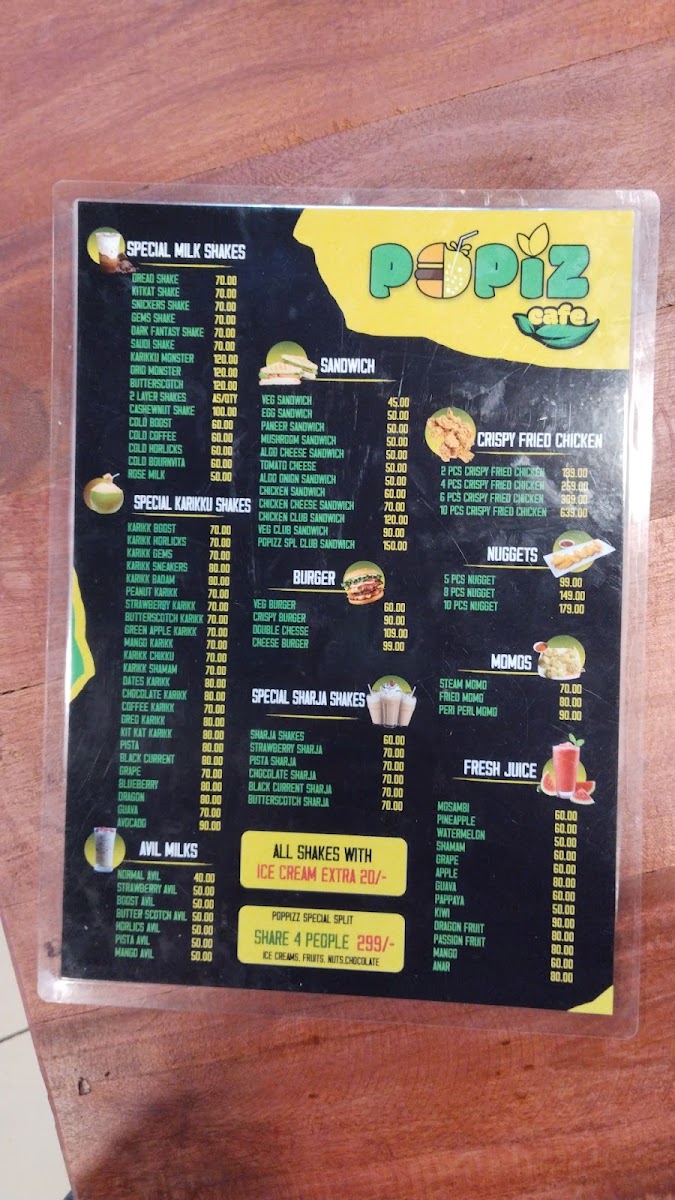 POPIZ
cafe
SPECIAL MILK SHAKES
OREAO SHAKE 70.00
KITKAT SHAKE 70.00
SNICKERS SHAKE 70.00
GEMS SHAKE 70.00
DARK FANTASY SHAKE 70.00
SAUDI SHAKE 70.00
KARIKKU MONSTER 120.00
GRIO MONSTER 120.00
BUTTERSCOTCH 120.00
2 LAYER SHAKES AS/QTY
CASHEWNUT SHAKE 100.00
COLD BOOST 60.00
COLD COFFEE 60.00
COLD HORLICKS 60.00
COLD BOURNVITA 60.00
ROSE MILK 50.00
SPECIAL KARIKKU SHAKES
KARIKK BOOST 70.00
KARIKK HORLICKS 70.00
KARIKK GEMS 70.00
KARIKK SNEAKERS 80.00
KARIKK BADAM 80.00
PEANUT KARIKK 70.00
STRAWBERRY KARIKK 70.00
BUTTERSCOTCH KARIKK 70.00
GREEN APPLE KARIKK 70.00
MANGO KARIKK 70.00
KARIKK CHIKKU 70.00
KARIKK SHAMAM 70.00
DATES KARIKK 80.00
CHOCOLATE KARIKK 80.00
COFFEE KARIKK 70.00
OREO KARIKK 80.00
KIT KAT KARIKK 80.00
PISTA 80.00
BLACK CURRENT 80.00
GRAPE 70.00
BLUEBERRY 80.00
DRAGON 80.00
GUAVA 70.00
AVOCADO 90.00
AVIL MILKS
NORMAL AVIL 40.00
STRAWBERRY AVIL 50.00
BOOST AVIL 50.00
BUTTER SCOTCH AVIL 50.00
HORLICS AVIL 50.00
PISTA AVIL 50.00
MANGO AVIL 50.00
SANDWICH
VEG SANDWICH 45.00
EGG SANDWICH 50.00
PANEER SANDWICH 50.00
MUSHROOM SANDWICH 50.00
ALOO CHEESE SANDWICH 50.00
TOMATO CHEESE 50.00
ALOO ONION SANDWICH 50.00
CHICKEN SANDWICH 60.00
CHICKEN CHEESE SANDWICH 70.00
CHICKEN CLUB SANDWICH 120.00
VEG CLUB SANDWICH 90.00
POPIZZ SPL CLUB SANDWICH 150.00
BURGER
VEG BURGER 60.00
CRISPY BURGER 90.00
DOUBLE CHESSE 109.00
CHEESE BURGER 99.00
SPECIAL SHARJA SHAKES
SHARJA SHAKES 60.00
STRAWBERRY SHARJA 70.00
PISTA SHARJA 70.00
CHOCOLATE SHARJA 70.00
BLACK CURRENT SHARJA 70.00
BUTTERSCOTCH SHARJA 70.00
ALL SHAKES WITH
ICE CREAM EXTRA 20/-
POPPIZZ SPECIAL SPLIT
SHARE 4 PEOPLE 299/-
ICE CREAMS, FRUITS, NUTS,CHOCOLATE
CRISPY FRIED CHICKEN
2 PCS CRISPY FRIED CHICKEN 139.00
4 PCS CRISPY FRIED CHICKEN 259.00
6 PCS CRISPY FRIED CHICKEN 389.00
10 PCS CRISPY FRIED CHICKEN 639.00
NUGGETS
5 PCS NUGGET 99.00
8 PCS NUGGET 149.00
10 PCS NUGGET 179.00
MOMOS
STEAM MOMO 70.00
FRIED MOMO 80.00
PERI PERI MOMO 90.00
FRESH JUICE
MOSAMBI 60.00
PINEAPPLE 60.00
WATERMELON 50.00
SHAMAM 60.00
GRAPE 60.00
APPLE 80.00
GUAVA 60.00
PAPPAYA 50.00
KIWI 90.00
DRAGON FRUIT 80.00
PASSION FRUIT 80.00
MANGO 60.00
ANAR 80.00